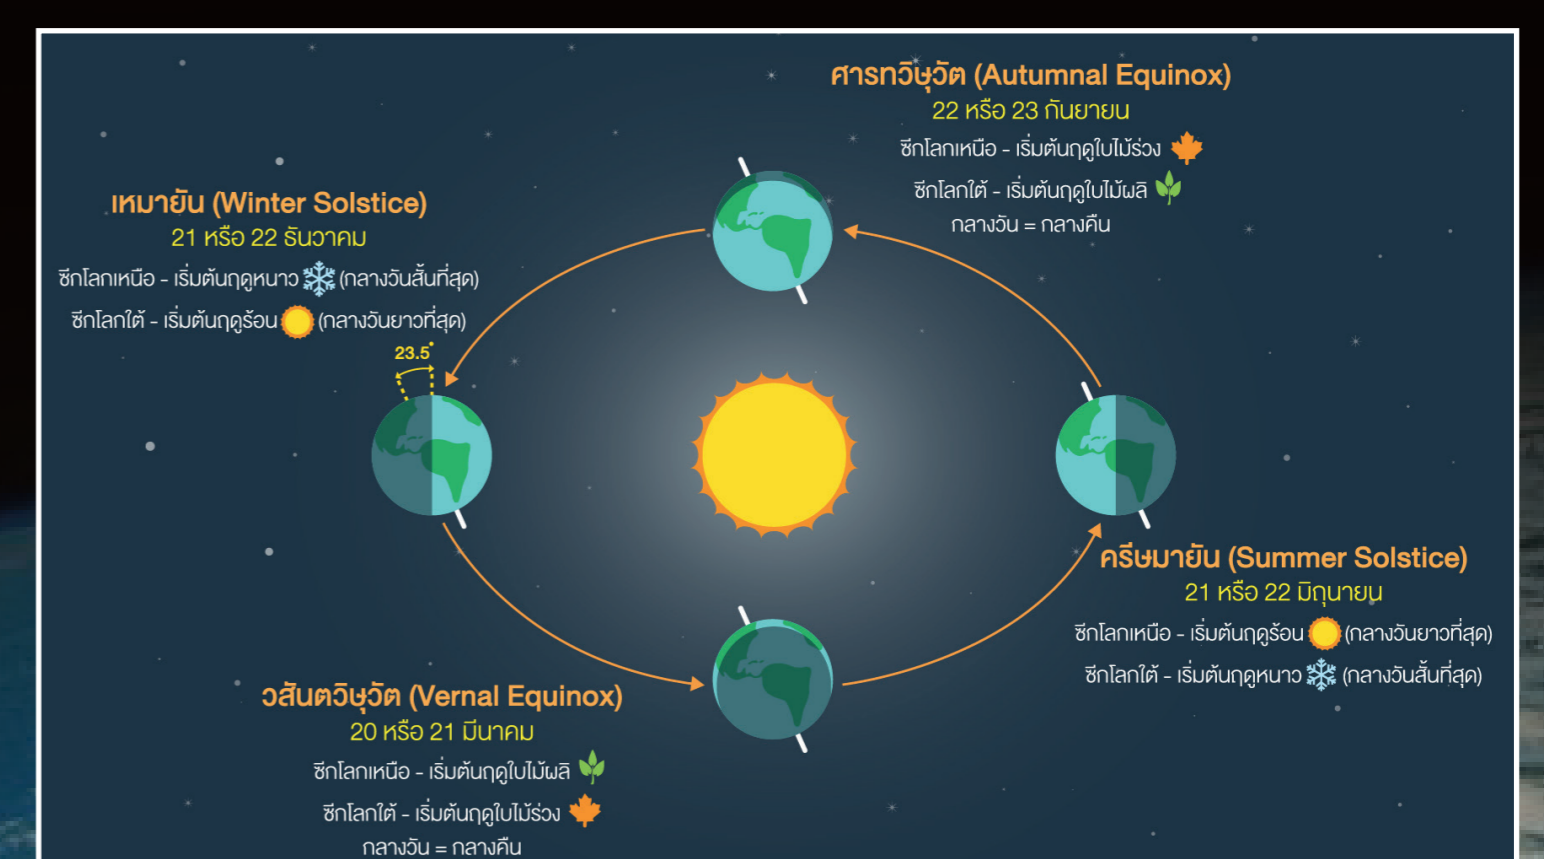 ศารทวิษุวัต (Autumnal Equinox)
22 หรือ 23 กันยายน
ซีกโลกเหนือ - เริ่มต้นฤดูใบไม้ร่วง
ซีกโลกใต้ - เริ่มต้นฤดูใบไม้ผลิ
กลางวัน = กลางคืน
เหมายัน (Winter Solstice)
21 หรือ 22 ธันวาคม
ซีกโลกเหนือ - เริ่มต้นฤดูหนาว (กลางวันสั้นที่สุด)
ซีกโลกใต้ - เริ่มต้นฤดูร้อน (กลางวันยาวที่สุด)
23.5°
ครีษมายัน (Summer Solstice)
21 หรือ 22 มิถุนายน
ซีกโลกเหนือ - เริ่มต้นฤดูร้อน (กลางวันยาวที่สุด)
ซีกโลกใต้ - เริ่มต้นฤดูหนาว (กลางวันสั้นที่สุด)
วสันตวิษุวัต (Vernal Equinox)
20 หรือ 21 มีนาคม
ซีกโลกเหนือ - เริ่มต้นฤดูใบไม้ผลิ
ซีกโลกใต้ - เริ่มต้นฤดูใบไม้ร่วง
กลางวัน = กลางคืน